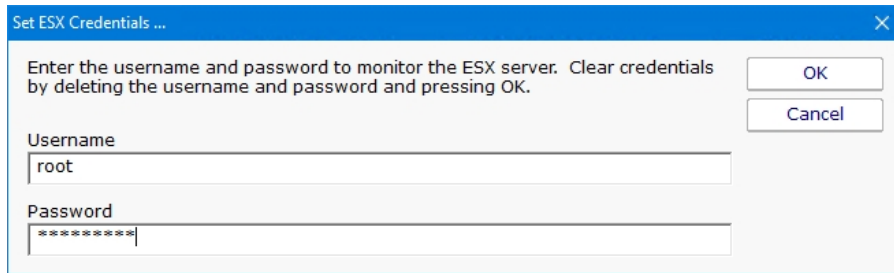 Set ESX Credentials ...
Enter the username and password to monitor the ESX server.  Clear credentials
by deleting the username and password and pressing OK.
OK
Cancel
Username
root
Password
*********